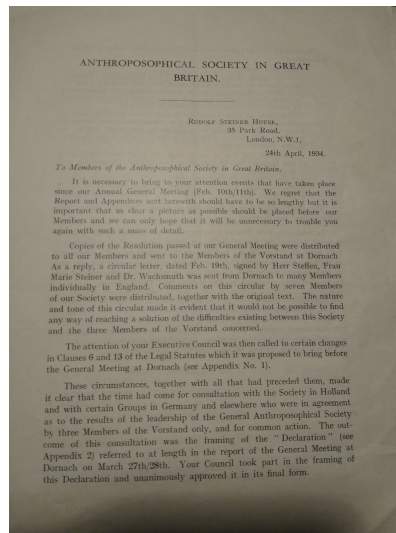 ANTHROPOSOPHICAL SOCIETY IN GREAT
BRITAIN.
RUDOLF STEINER HOUSE,
35 Park Road,
London, N.W.1,
24th April, 1934.
To Members of the Anthroposophical Society in Great Britain.
It is necessary to bring to your attention events that have taken place
since our Annual General Meeting (Feb. 10th/11th). We regret that the
Report and Appendixes sent herewith should have to be so lengthy but it is
important that as clear a picture as possible should be placed before our
Members and we can only hope that it will be unnecessary to trouble you
again with such a mass of detail.
Copies of the Resolution passed at our General Meeting were distributed
to all our Members and sent to the Members of the Vorstand at Dornach
As a reply, a circular letter, dated Feb. 19th, signed by Herr Steffen, Frau
Marie Steiner and Dr. Wachsmuth was sent from Dornach to many Members
individually in England. Comments on this circular by seven Members
of our Society were distributed, together with the original text. The nature
and tone of this circular made it evident that it would not be possible to find
any way of reaching a solution of the difficulties existing between this Society
and the three Members of the Vorstand concerned.
The attention of your Executive Council was then called to certain changes
in Clauses 6 and 13 of the Legal Statutes which it was proposed to bring before
the General Meeting at Dornach (see Appendix No. 1).
These circumstances, together with all that had preceded them, made
it clear that the time had come for consultation with the Society in Holland
and with certain Groups in Germany and elsewhere who were in agreement
as to the results of the leadership of the General Anthroposophical Society
by three Members of the Vorstand only, and for common action. The out-
come of this consultation was the framing of the "Declaration" (see
Appendix 2) referred to at length in the report of the General Meeting at
Dornach on March 27th/28th. Your Council took part in the framing of
this Declaration and unanimously approved it in its final form.